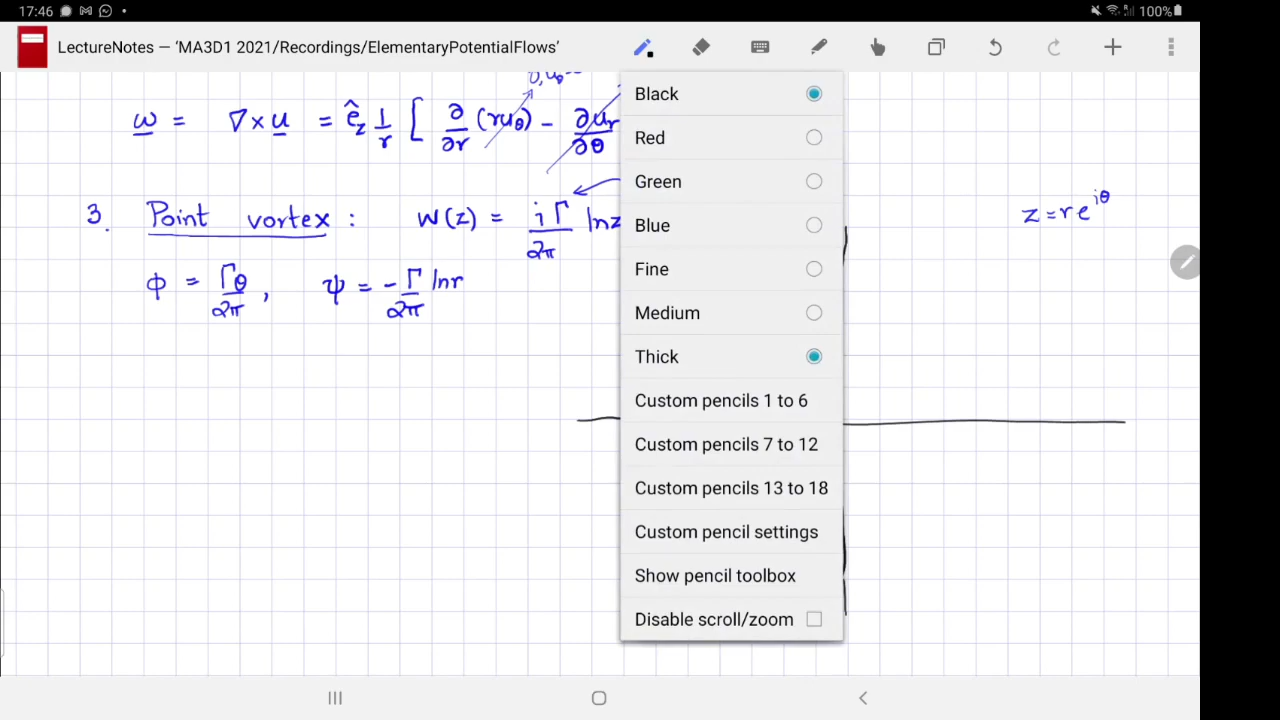 17:46 100%
LectureNotes — ‘MA3D1 2021/Recordings/ElementaryPotentialFlows’
0, u_θ
ω = ∇ × u = ê_z 1/r [ ∂/∂r (ru_θ) − ∂u_r/∂θ
3. Point vortex : w(z) = iΓ/2π ln z
z = re^{iθ}
φ = Γθ/2π , ψ = −Γ/2π ln r
Black
Red
Green
Blue
Fine
Medium
Thick
Custom pencils 1 to 6
Custom pencils 7 to 12
Custom pencils 13 to 18
Custom pencil settings
Show pencil toolbox
Disable scroll/zoom